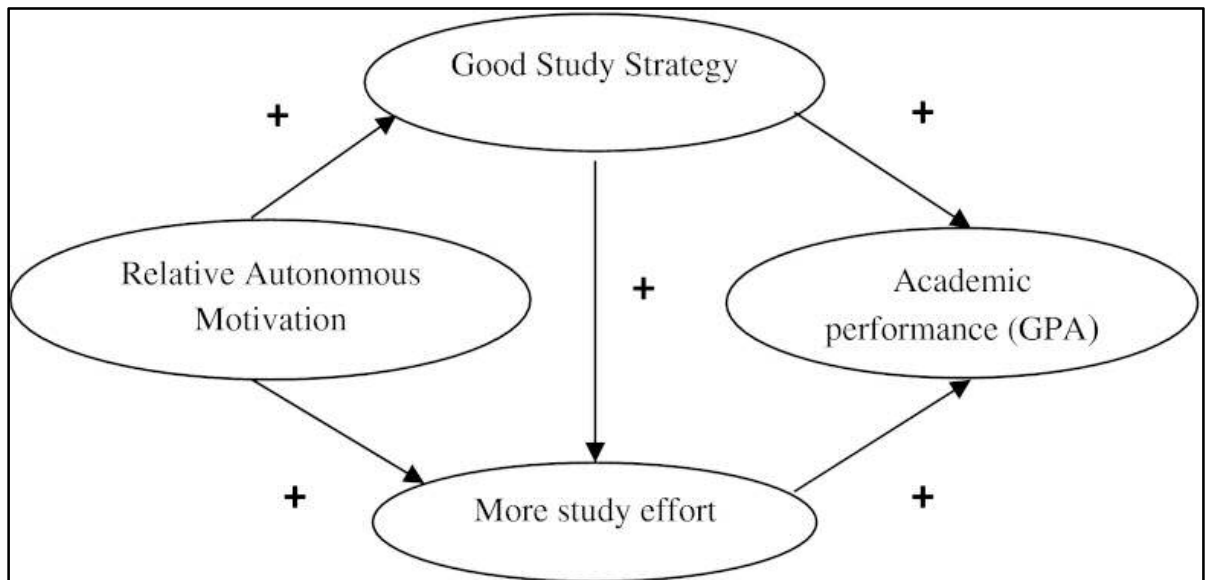 Good Study Strategy
+
+
Relative Autonomous
Motivation
+
Academic
performance (GPA)
More study effort
+
+